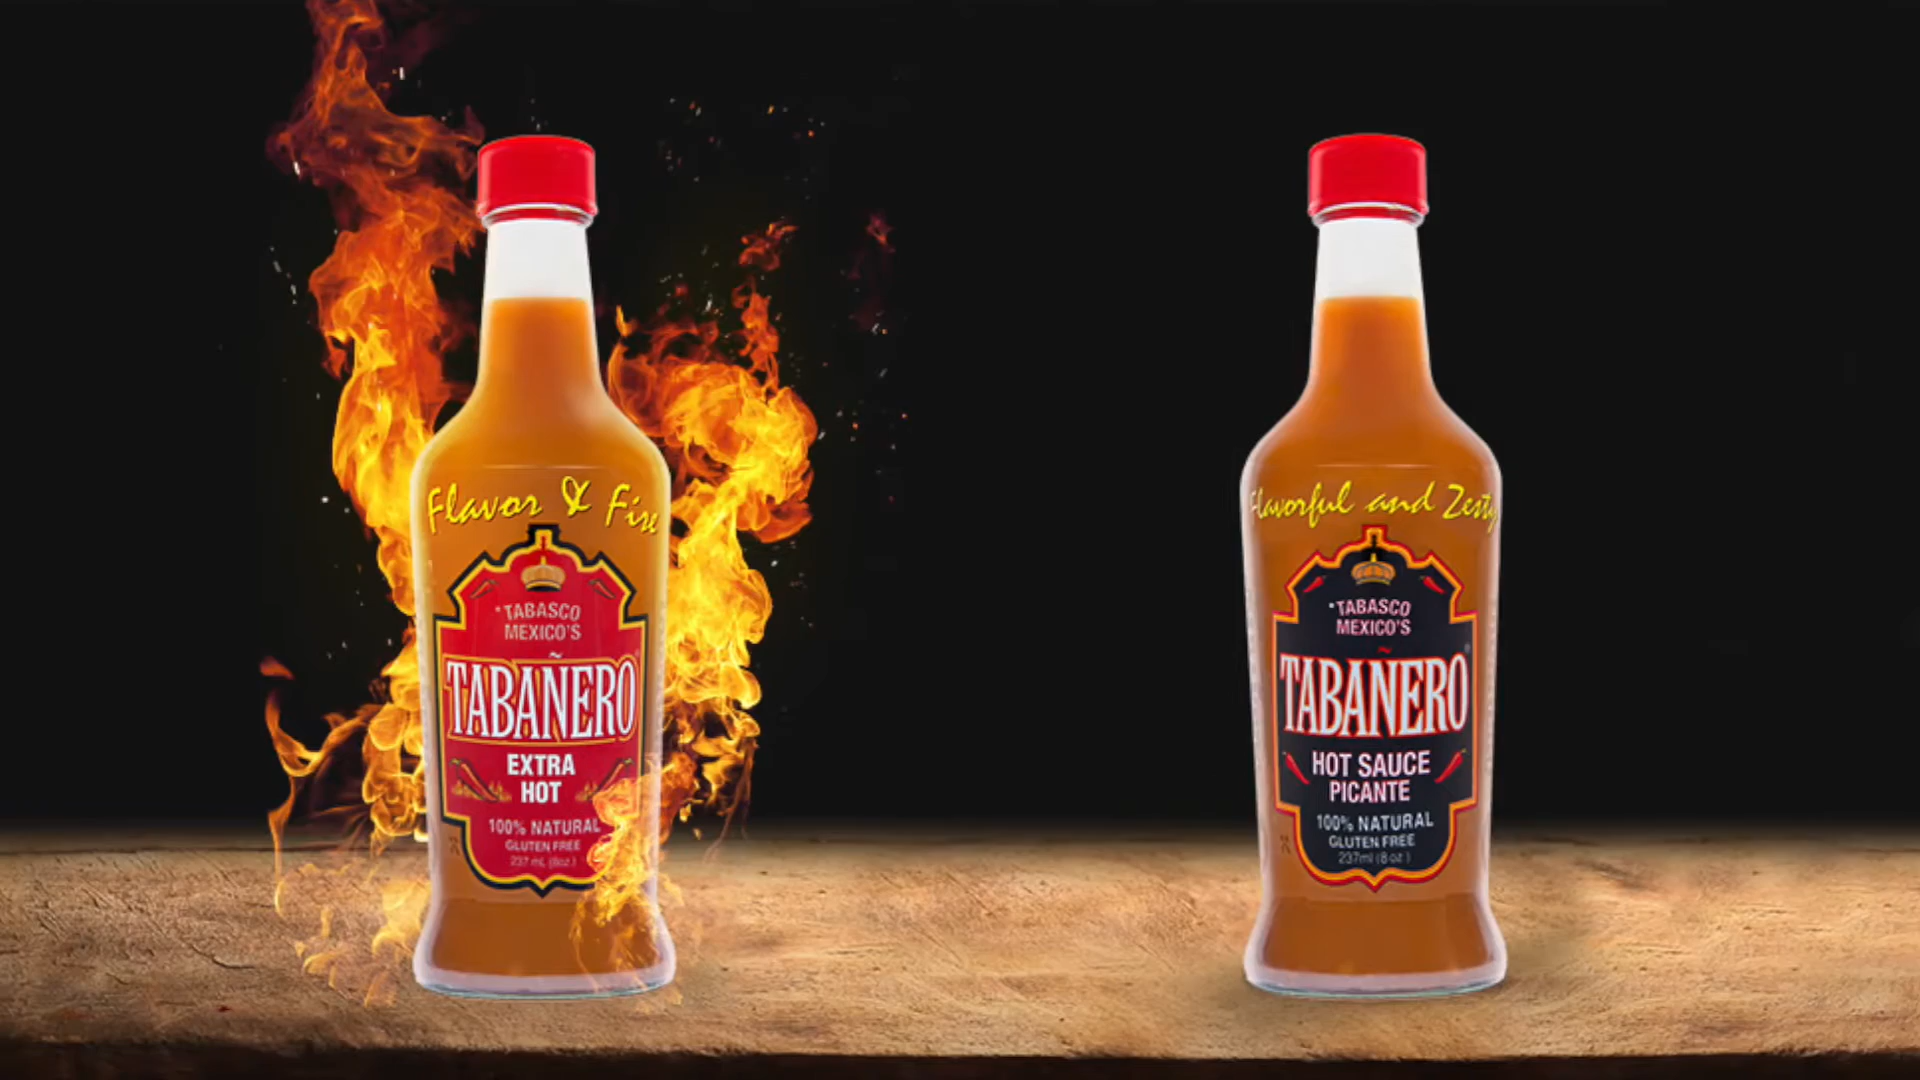 Flavor & Fire
*TABASCO
MEXICO'S
TABAÑERO
EXTRA
HOT
100% NATURAL
GLUTEN FREE
237 mL (8oz.)
Flavorful and Zesty
*TABASCO
MEXICO'S
TABAÑERO
HOT SAUCE
PICANTE
100% NATURAL
GLUTEN FREE
237ml (8 oz.)